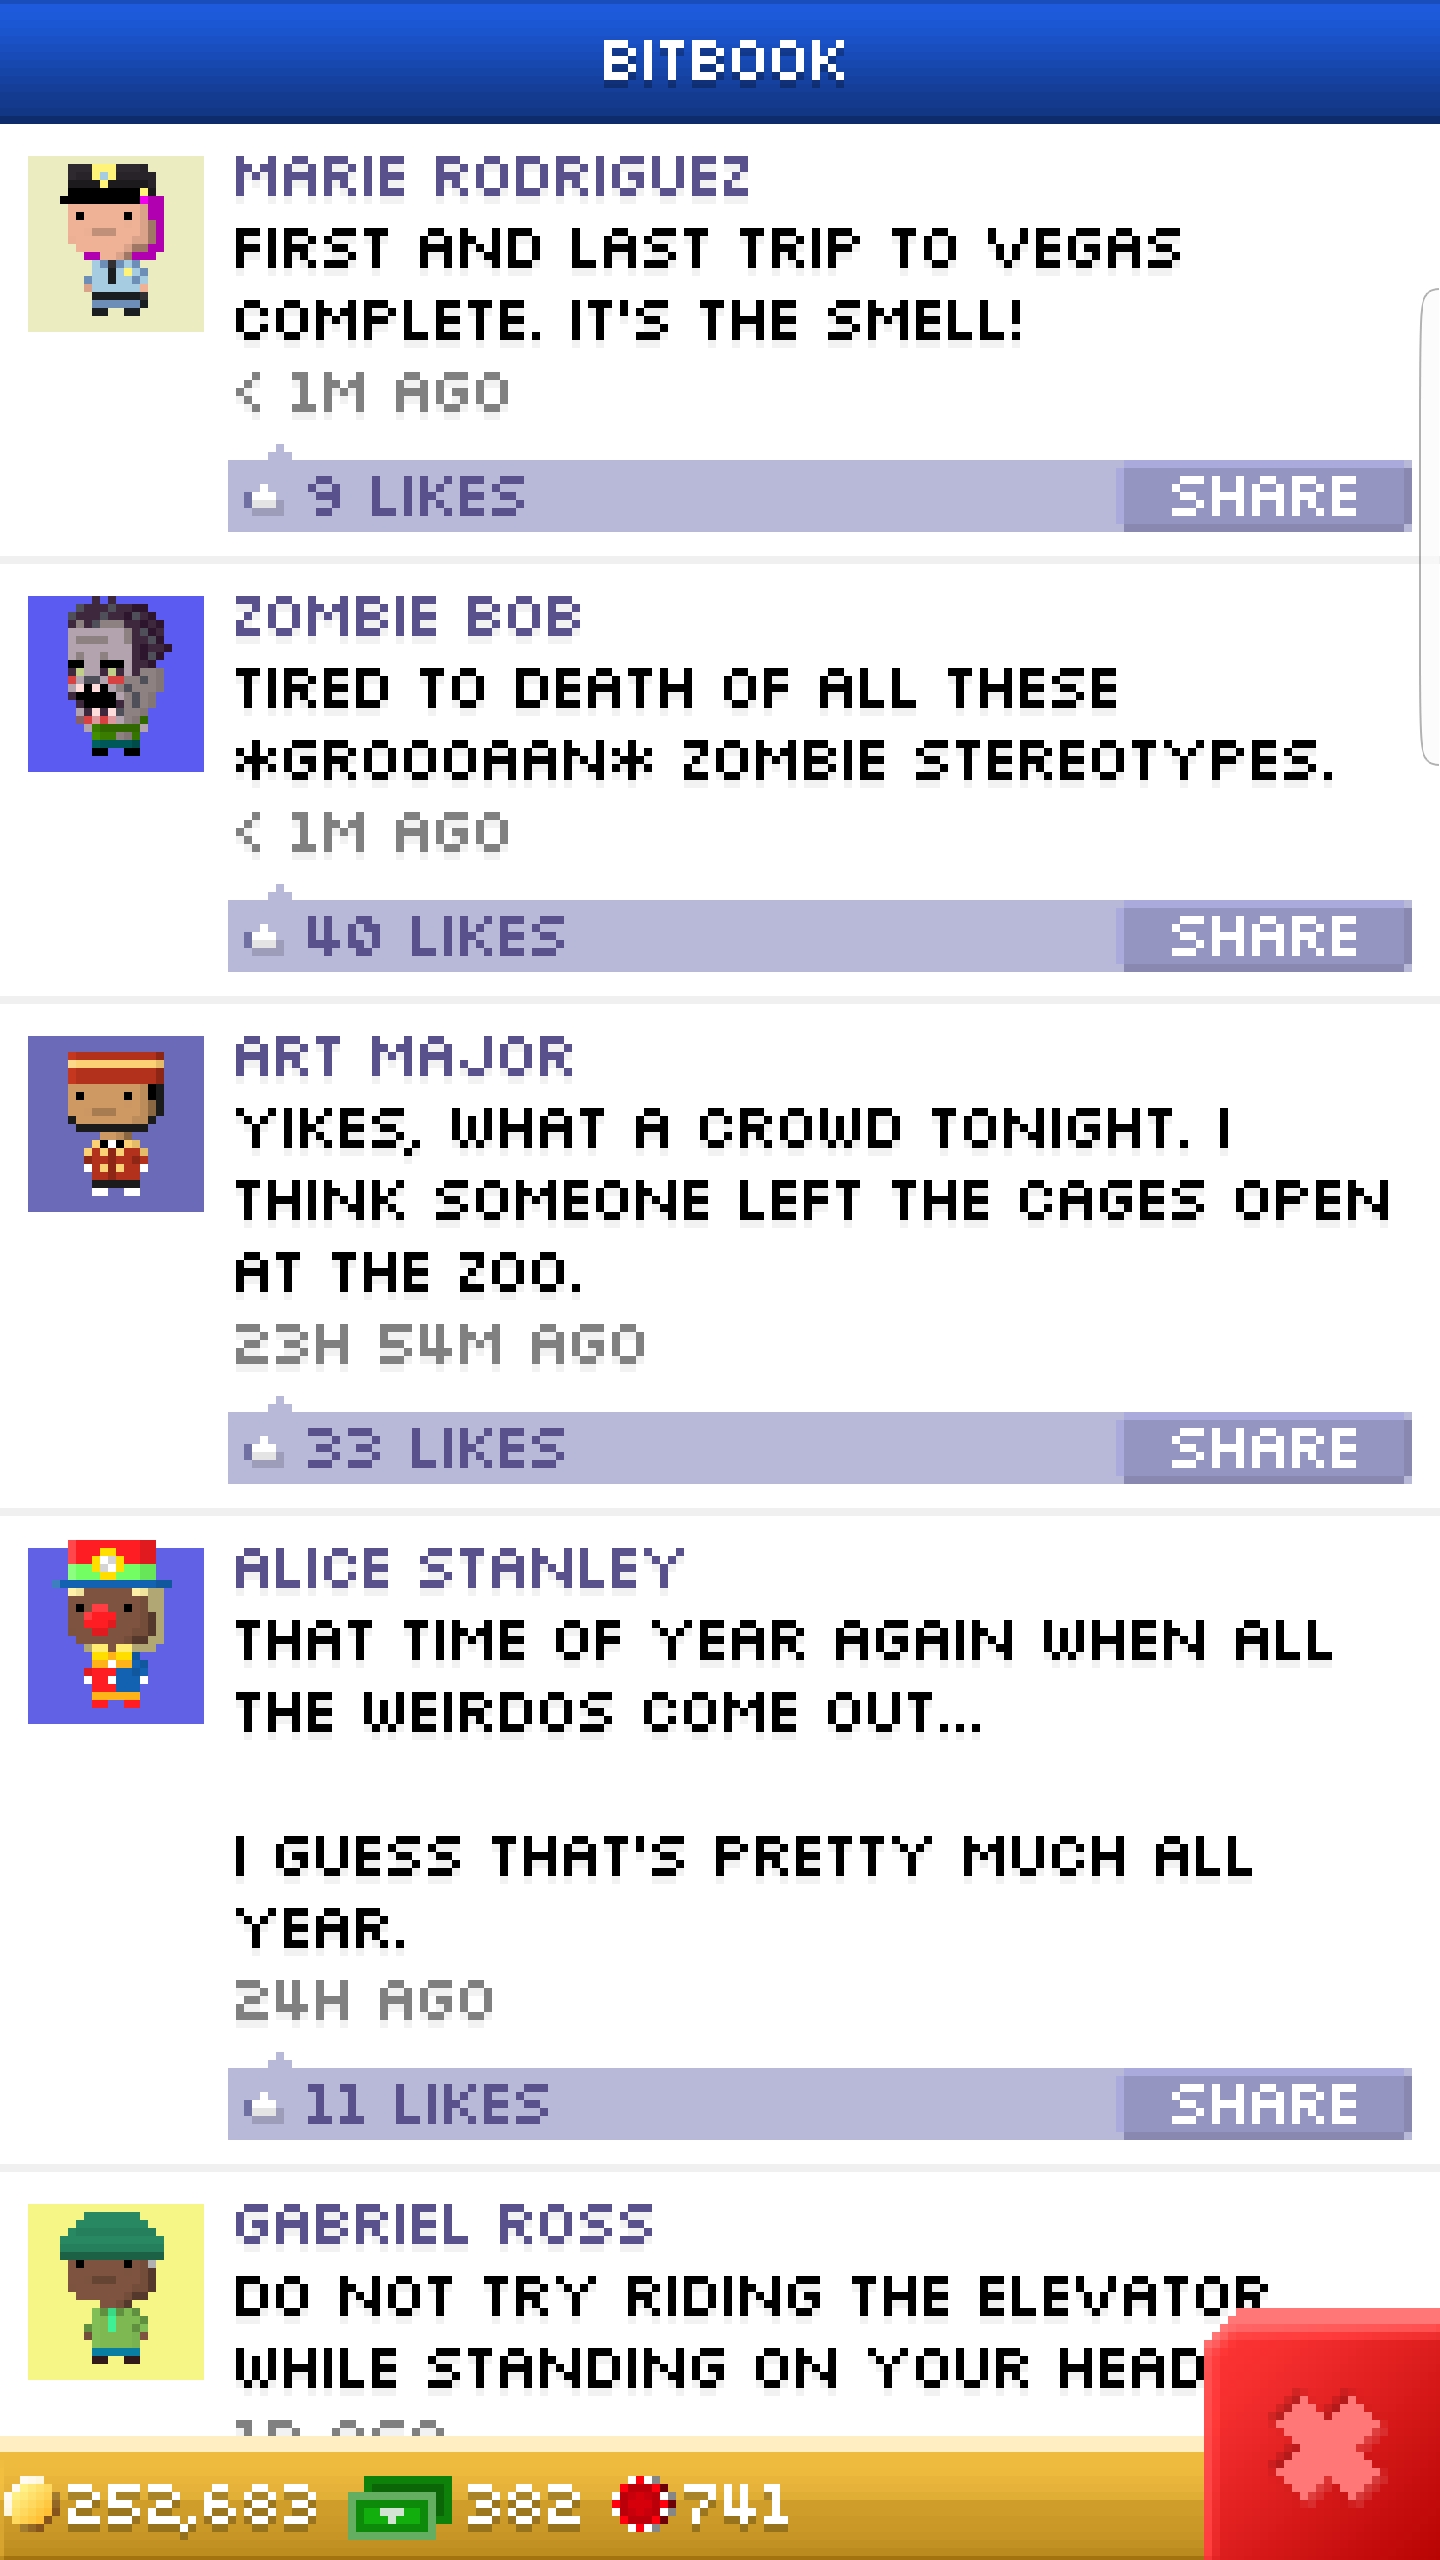 BITBOOK
MARIE RODRIGUEZ
FIRST AND LAST TRIP TO VEGAS
COMPLETE. IT'S THE SMELL!
< 1M AGO
9 LIKES
SHARE
ZOMBIE BOB
TIRED TO DEATH OF ALL THESE
*GROOOAAN* ZOMBIE STEREOTYPES.
< 1M AGO
40 LIKES
SHARE
ART MAJOR
YIKES, WHAT A CROWD TONIGHT. I
THINK SOMEONE LEFT THE CAGES OPEN
AT THE ZOO.
23H 54M AGO
33 LIKES
SHARE
ALICE STANLEY
THAT TIME OF YEAR AGAIN WHEN ALL
THE WEIRDOS COME OUT...
I GUESS THAT'S PRETTY MUCH ALL
YEAR.
24H AGO
11 LIKES
SHARE
GABRIEL ROSS
DO NOT TRY RIDING THE ELEVATOR
WHILE STANDING ON YOUR HEAD
252,683 382 741